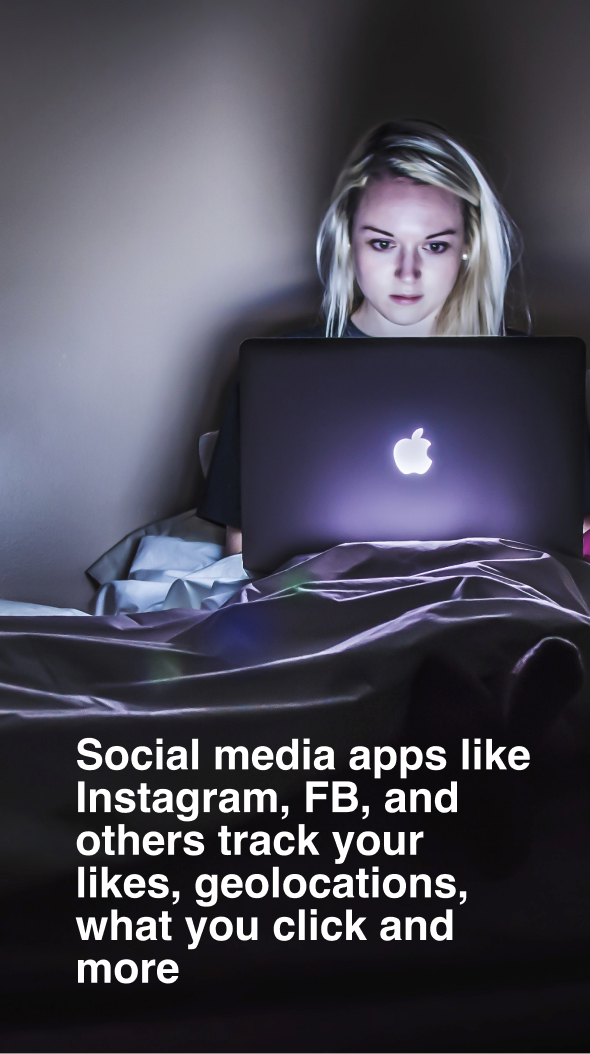 Social media apps like
Instagram, FB, and
others track your
likes, geolocations,
what you click and
more